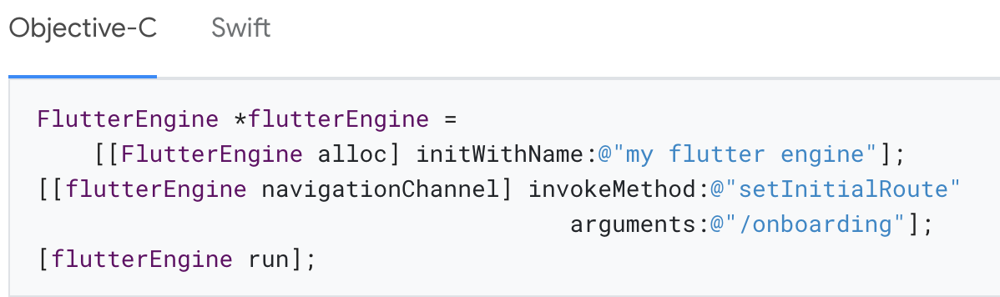 Objective-C Swift
FlutterEngine *flutterEngine =
[[FlutterEngine alloc] initWithName:@"my flutter engine"];
[[flutterEngine navigationChannel] invokeMethod:@"setInitialRoute"
arguments:@"/onboarding"];
[flutterEngine run];